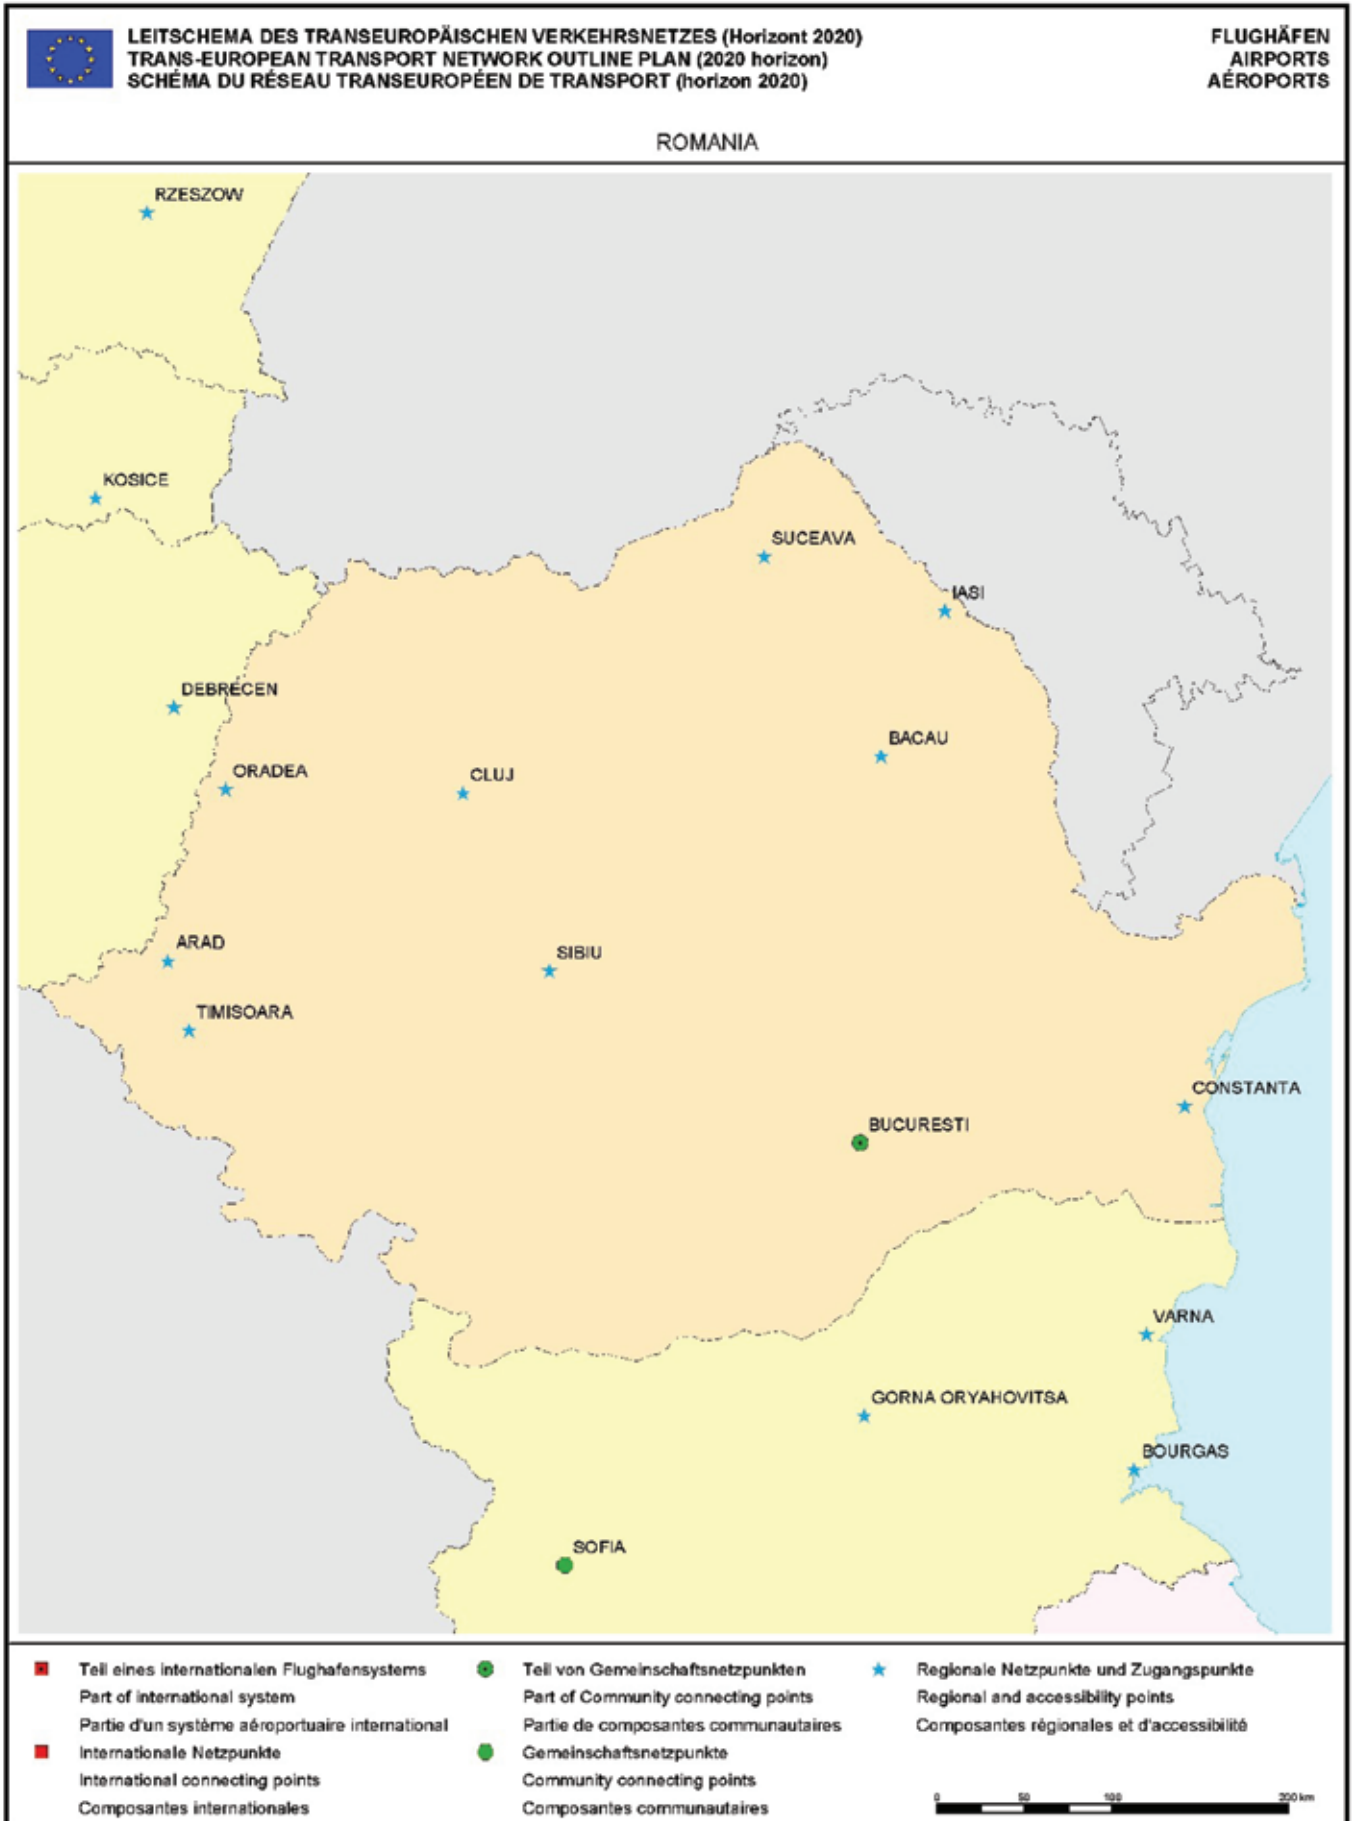 LEITSCHEMA DES TRANSEUROPÄISCHEN VERKEHRSNETZES (Horizont 2020)
TRANS-EUROPEAN TRANSPORT NETWORK OUTLINE PLAN (2020 horizon)
SCHÉMA DU RÉSEAU TRANSEUROPÉEN DE TRANSPORT (horizon 2020)
FLUGHÄFEN
AIRPORTS
AÉROPORTS
ROMANIA
RZESZOW
KOSICE
SUCEAVA
IASI
DEBRECEN
BACAU
ORADEA
CLUJ
ARAD
SIBIU
TIMISOARA
CONSTANTA
BUCURESTI
VARNA
GORNA ORYAHOVITSA
BOURGAS
SOFIA
Teil eines internationalen Flughafensystems
Part of international system
Partie d'un système aéroportuaire international
Internationale Netzpunkte
International connecting points
Composantes internationales
Teil von Gemeinschaftsnetzpunkten
Part of Community connecting points
Partie de composantes communautaires
Gemeinschaftsnetzpunkte
Community connecting points
Composantes communautaires
Regionale Netzpunkte und Zugangspunkte
Regional and accessibility points
Composantes régionales et d'accessibilité
0 50 100 200 km